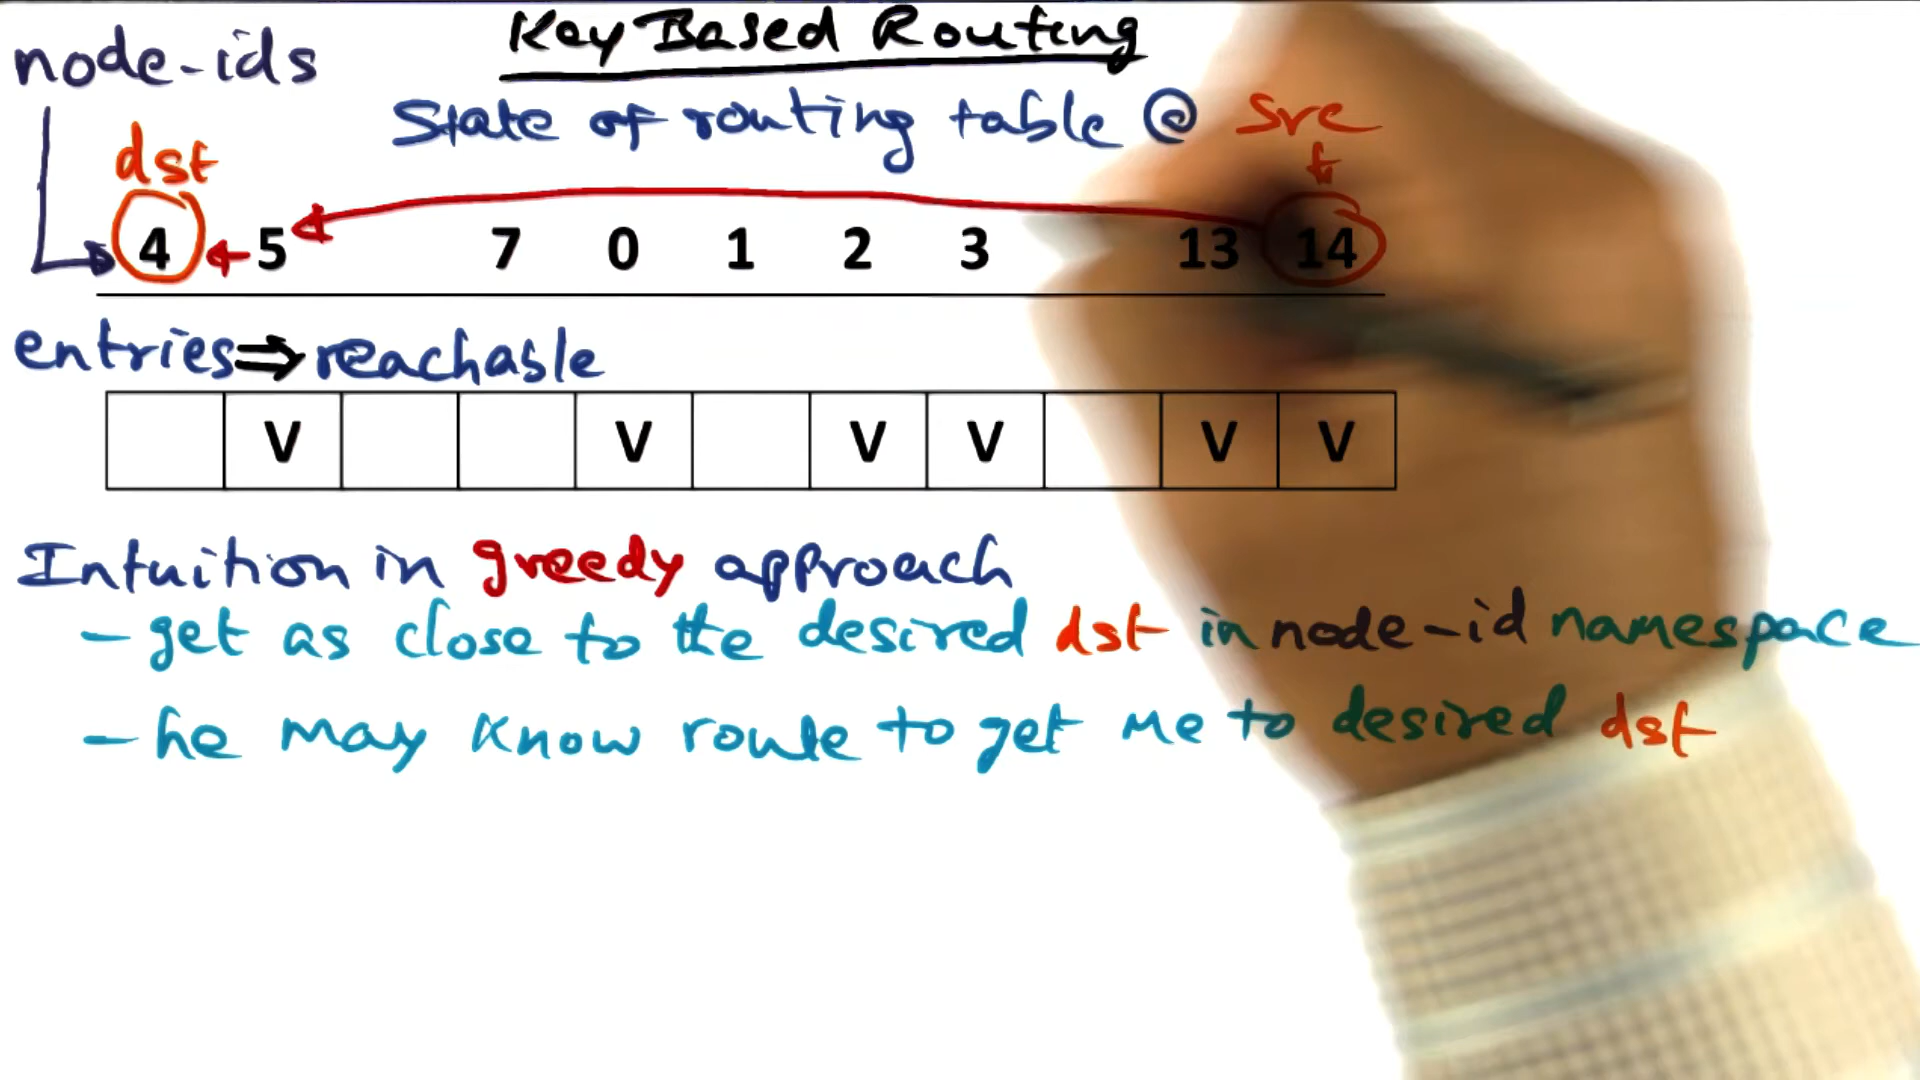 Key Based Routing
node-ids
State of routing table @ src
dst
4 5 7 0 1 2 3 13 14
entries⇒reachable
V V V V V V
Intuition in greedy approach
- get as close to the desired dst in node-id namespace
- he may know route to get me to desired dst